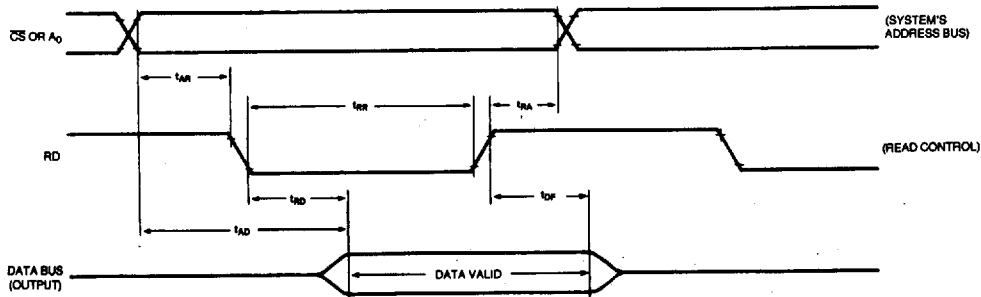 CS OR A0
(SYSTEM'S
ADDRESS BUS)
tAR
tRR
tRA
RD
(READ CONTROL)
tRD
tDF
tAD
DATA BUS
(OUTPUT)
DATA VALID